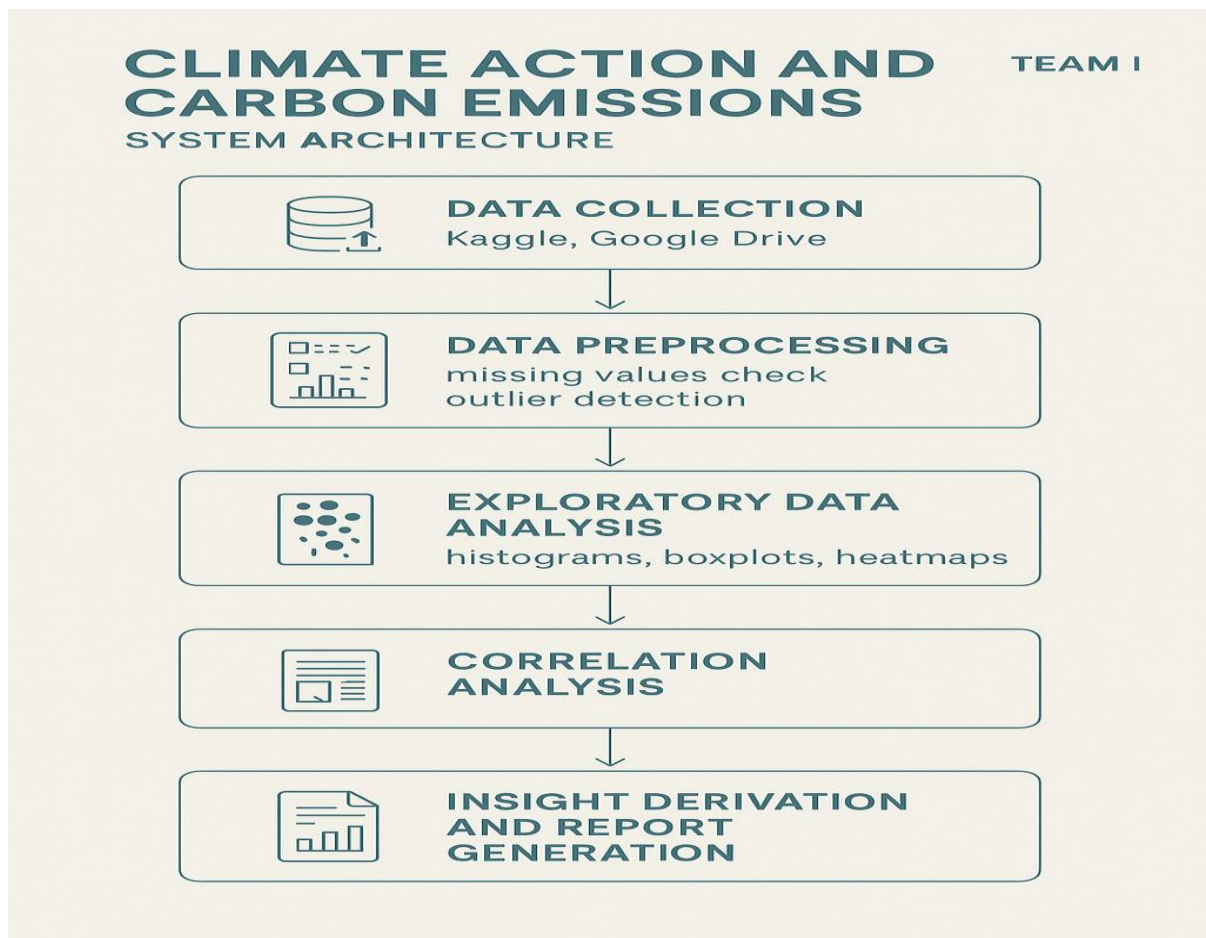 CLIMATE ACTION AND
CARBON EMISSIONS
TEAM I
SYSTEM ARCHITECTURE
DATA COLLECTION
Kaggle, Google Drive
DATA PREPROCESSING
missing values check
outlier detection
EXPLORATORY DATA
ANALYSIS
histograms, boxplots, heatmaps
CORRELATION
ANALYSIS
INSIGHT DERIVATION
AND REPORT
GENERATION